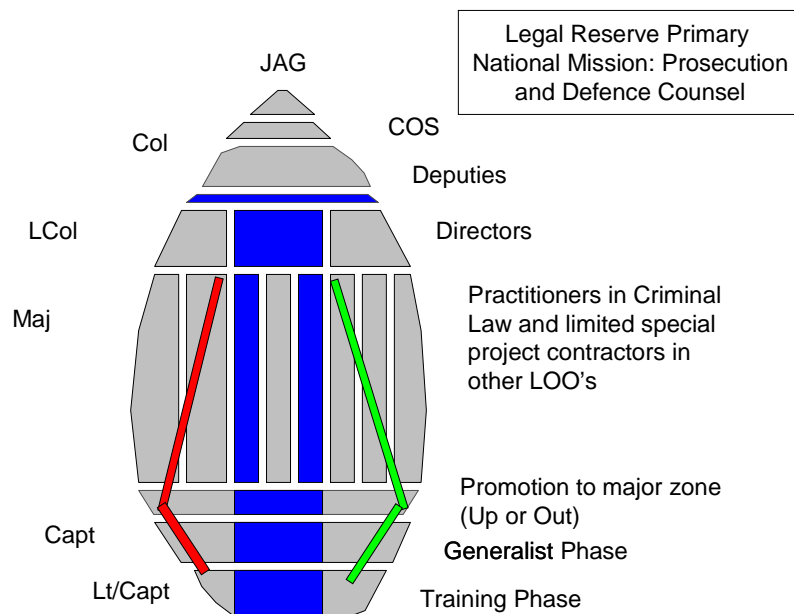 Legal Reserve Primary
National Mission: Prosecution
and Defence Counsel
JAG
COS
Col
Deputies
LCol
Directors
Maj
Practitioners in Criminal
Law and limited special
project contractors in
other LOO's
Promotion to major zone
(Up or Out)
Capt
Generalist Phase
Lt/Capt
Training Phase